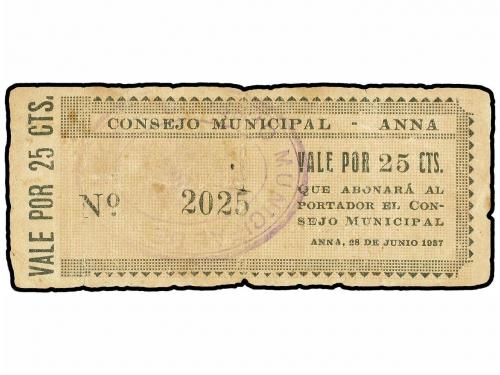 VALE POR 25 CTS.
CONSEJO MUNICIPAL - ANNA
Nº 2025
VALE POR 25 CTS.
QUE ABONARÁ AL
PORTADOR EL CON-
SEJO MUNICIPAL
ANNA, 28 DE JUNIO 1937
MUNICI